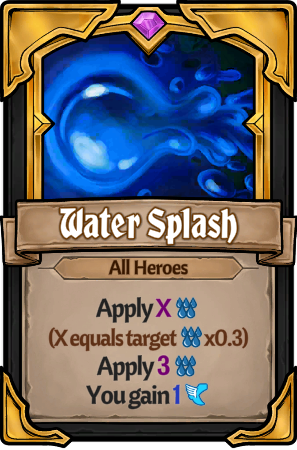 Water Splash
All Heroes
Apply X
(X equals target x0.3)
Apply 3
You gain 1